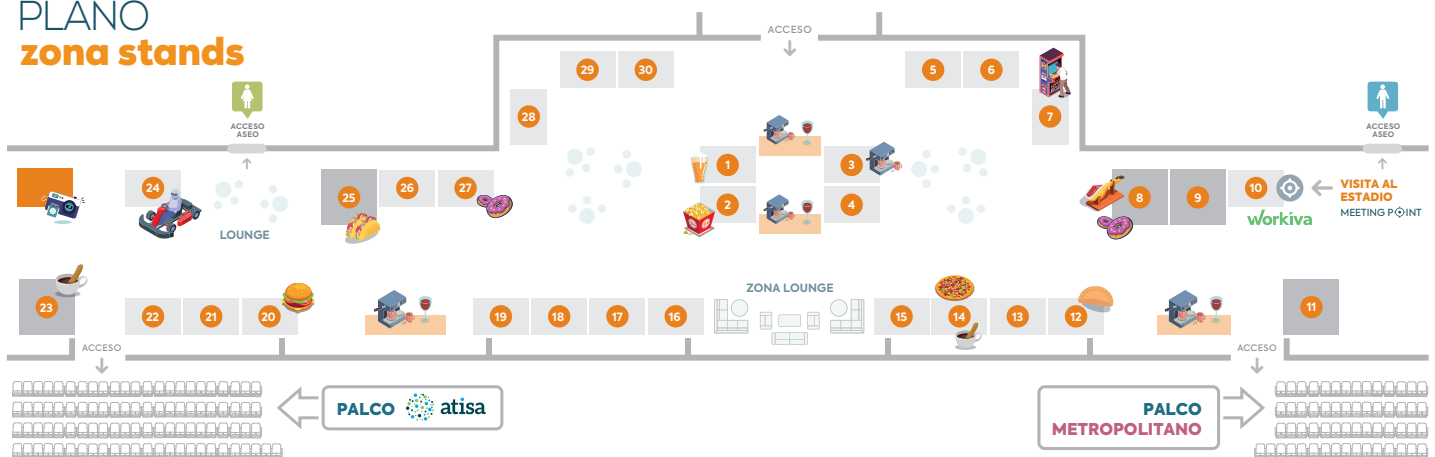 PLANO
zona stands
ACCESO
29
30
5
6
28
7
ACCESO
ASEO
ACCESO
ASEO
1
3
24
25
26
27
2
4
8
9
10
VISITA AL
ESTADIO
MEETING POINT
workiva
LOUNGE
ZONA LOUNGE
23
22
21
20
19
18
17
16
15
14
13
12
11
ACCESO
ACCESO
PALCO atisa
PALCO
METROPOLITANO